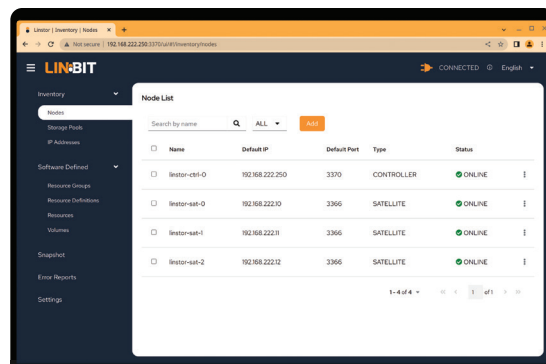 Linstor | Inventory | Nodes
Not secure | 192.168.222.250:3370/ui/#!/inventory/nodes
LINBIT
CONNECTED
English
Inventory
Nodes
Storage Pools
IP Addresses
Software Defined
Resource Groups
Resource Definitions
Resources
Volumes
Snapshot
Error Reports
Settings
Node List
Search by name
ALL
Add
Name Default IP Default Port Type Status
linstor-ctrl-0 192.168.222.250 3370 CONTROLLER ONLINE
linstor-sat-0 192.168.222.10 3366 SATELLITE ONLINE
linstor-sat-1 192.168.222.11 3366 SATELLITE ONLINE
linstor-sat-2 192.168.222.12 3366 SATELLITE ONLINE
1 - 4 of 4
1 of 1